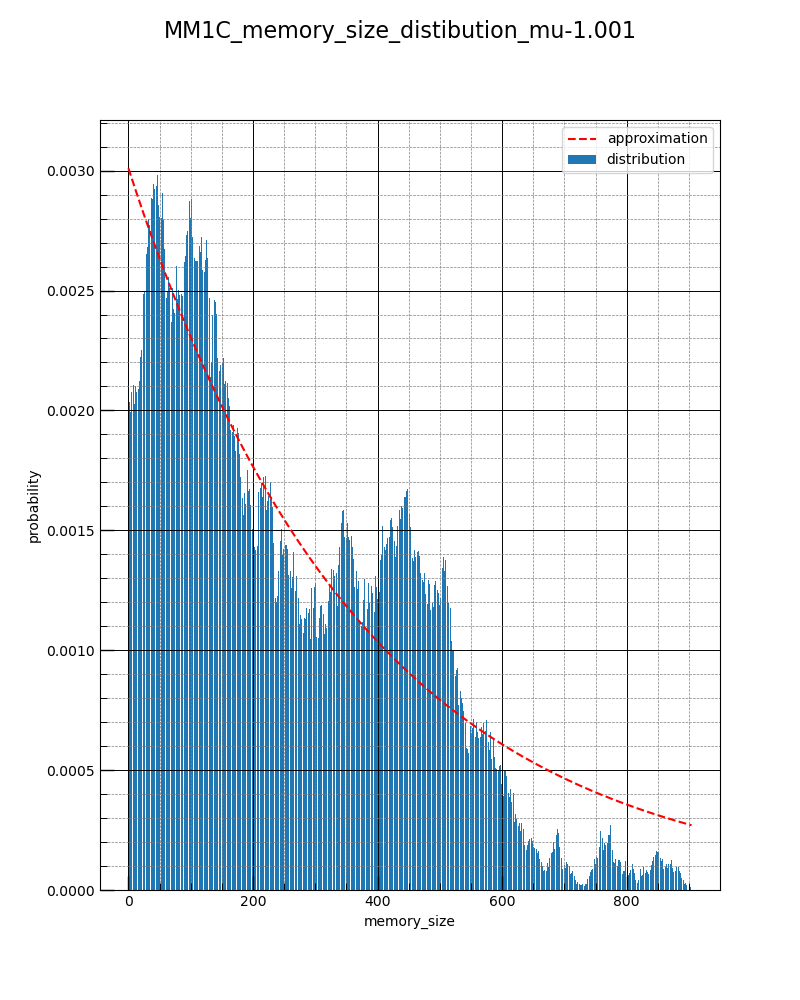 MM1C_memory_size_distibution_mu-1.001
approximation
distribution
0.0030
0.0025
0.0020
0.0015
0.0010
0.0005
0.0000
probability
0 200 400 600 800
memory_size